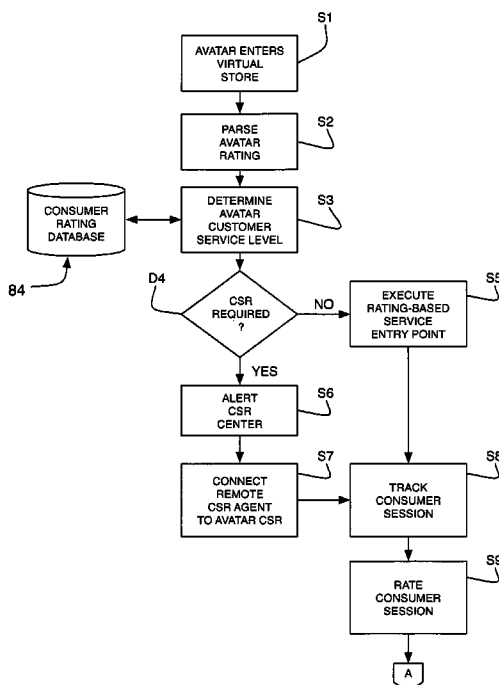 S1
AVATAR ENTERS
VIRTUAL
STORE
S2
PARSE
AVATAR
RATING
S3
DETERMINE
AVATAR
CUSTOMER
SERVICE LEVEL
CONSUMER
RATING
DATABASE
84
D4
CSR
REQUIRED
?
NO
S5
EXECUTE
RATING-BASED
SERVICE
ENTRY POINT
YES
S6
ALERT
CSR
CENTER
S7
CONNECT
REMOTE
CSR AGENT
TO AVATAR CSR
S8
TRACK
CONSUMER
SESSION
S9
RATE
CONSUMER
SESSION
A